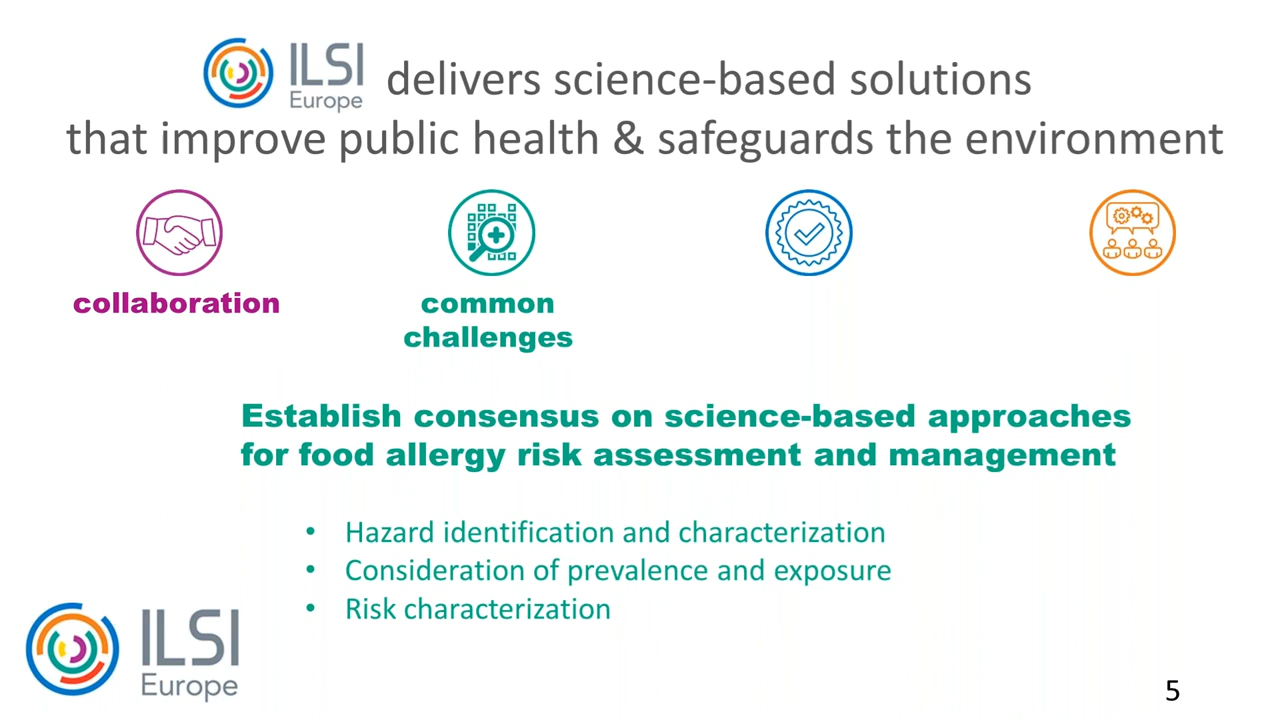 ILSI
Europe
delivers science-based solutions
that improve public health & safeguards the environment
collaboration
common
challenges
Establish consensus on science-based approaches
for food allergy risk assessment and management
• Hazard identification and characterization
• Consideration of prevalence and exposure
• Risk characterization
ILSI
Europe
5